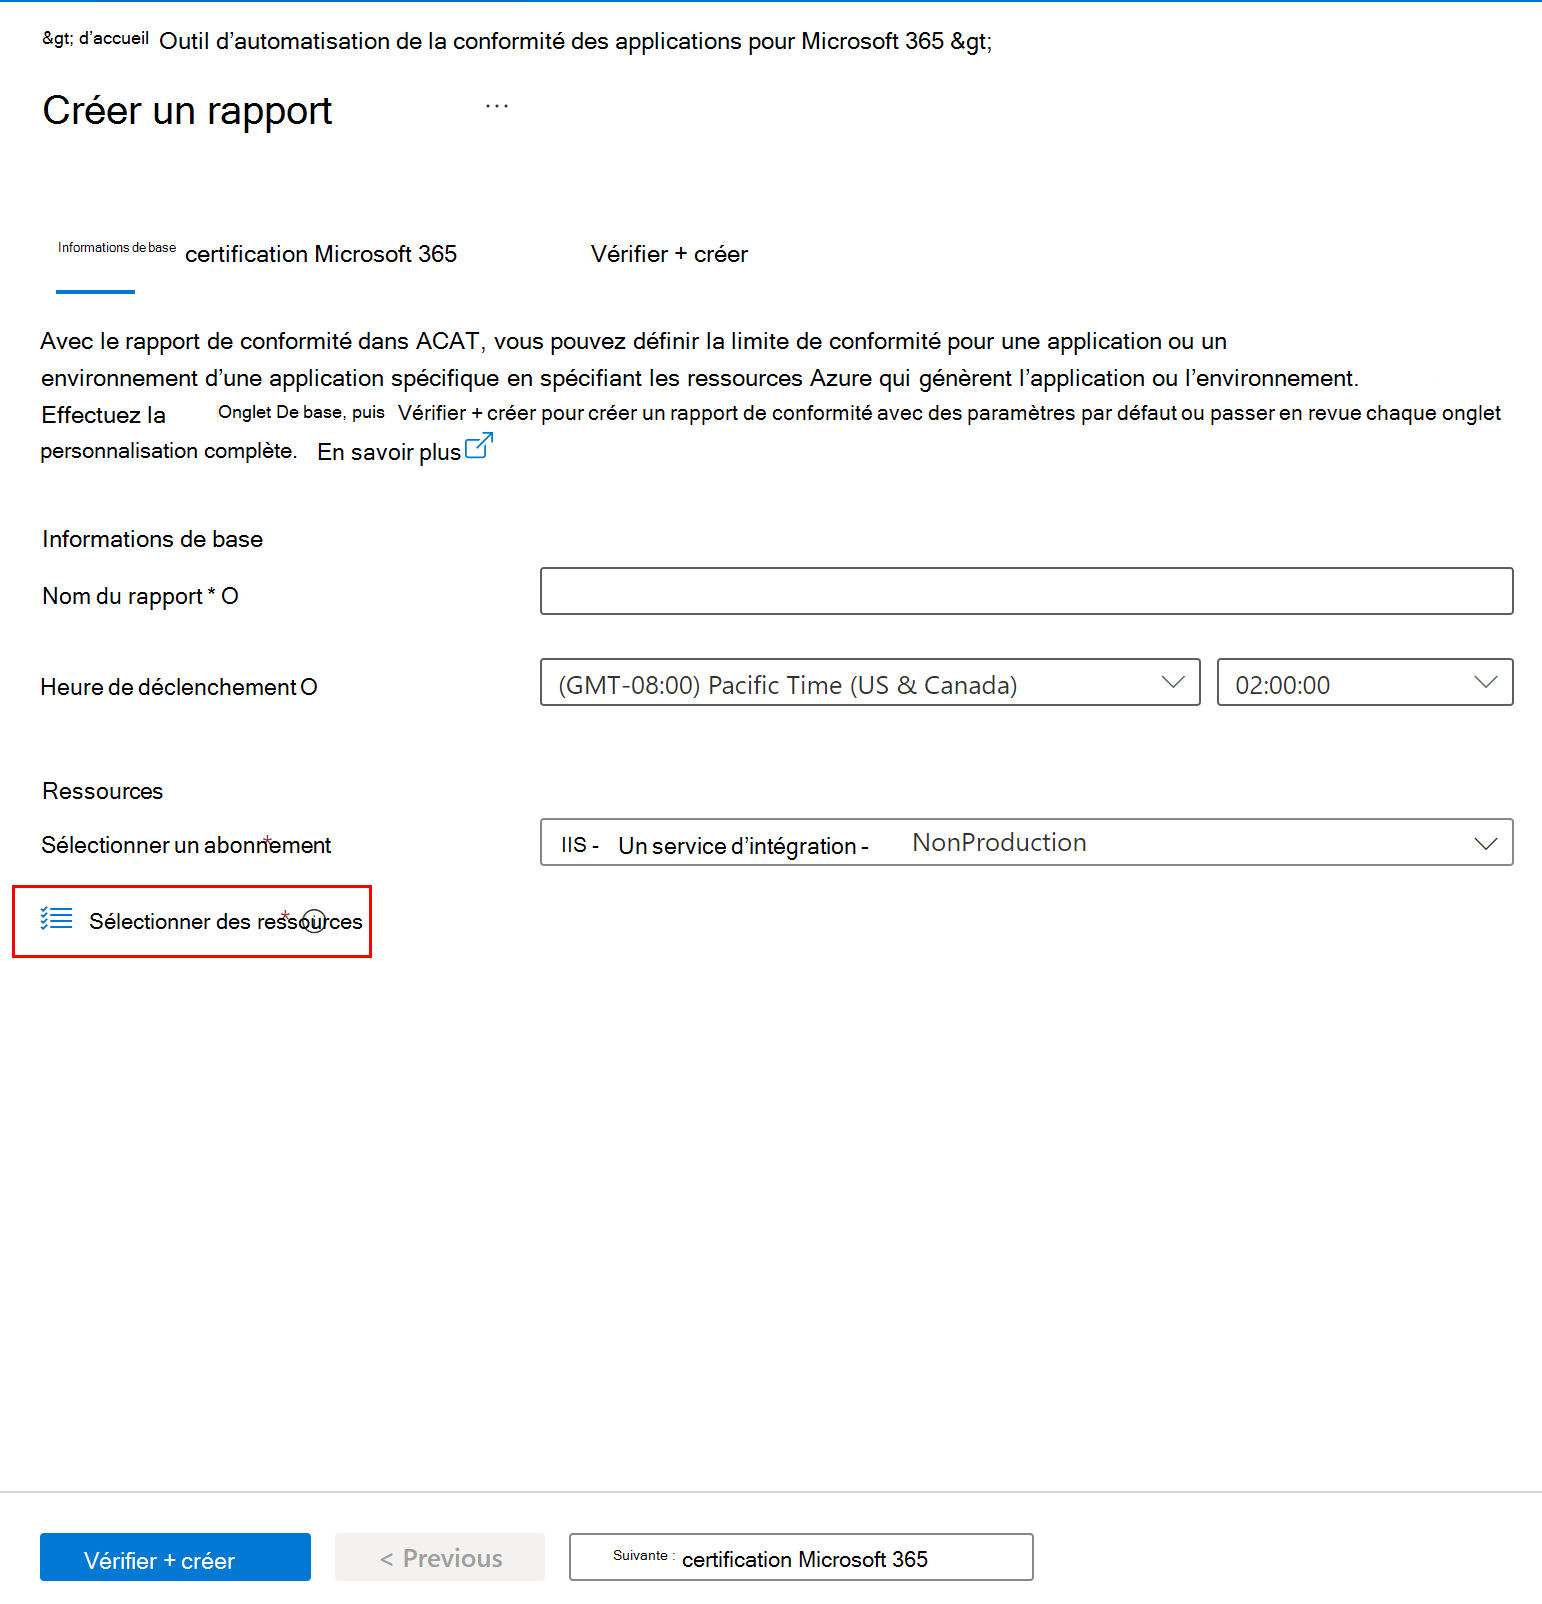 &gt; d’accueil Outil d’automatisation de la conformité des applications pour Microsoft 365 &gt;
Créer un rapport ...
Informations de base certification Microsoft 365 Vérifier + créer
Avec le rapport de conformité dans ACAT, vous pouvez définir la limite de conformité pour une application ou un
environnement d’une application spécifique en spécifiant les ressources Azure qui génèrent l’application ou l’environnement.
Effectuez la Onglet De base, puis Vérifier + créer pour créer un rapport de conformité avec des paramètres par défaut ou passer en revue chaque onglet
personnalisation complète. En savoir plus
Informations de base
Nom du rapport * O
Heure de déclenchement O (GMT-08:00) Pacific Time (US & Canada) 02:00:00
Ressources
Sélectionner un abonnement * IIS - Un service d’intégration - NonProduction
Sélectionner des ressources *
Vérifier + créer < Previous Suivante : certification Microsoft 365